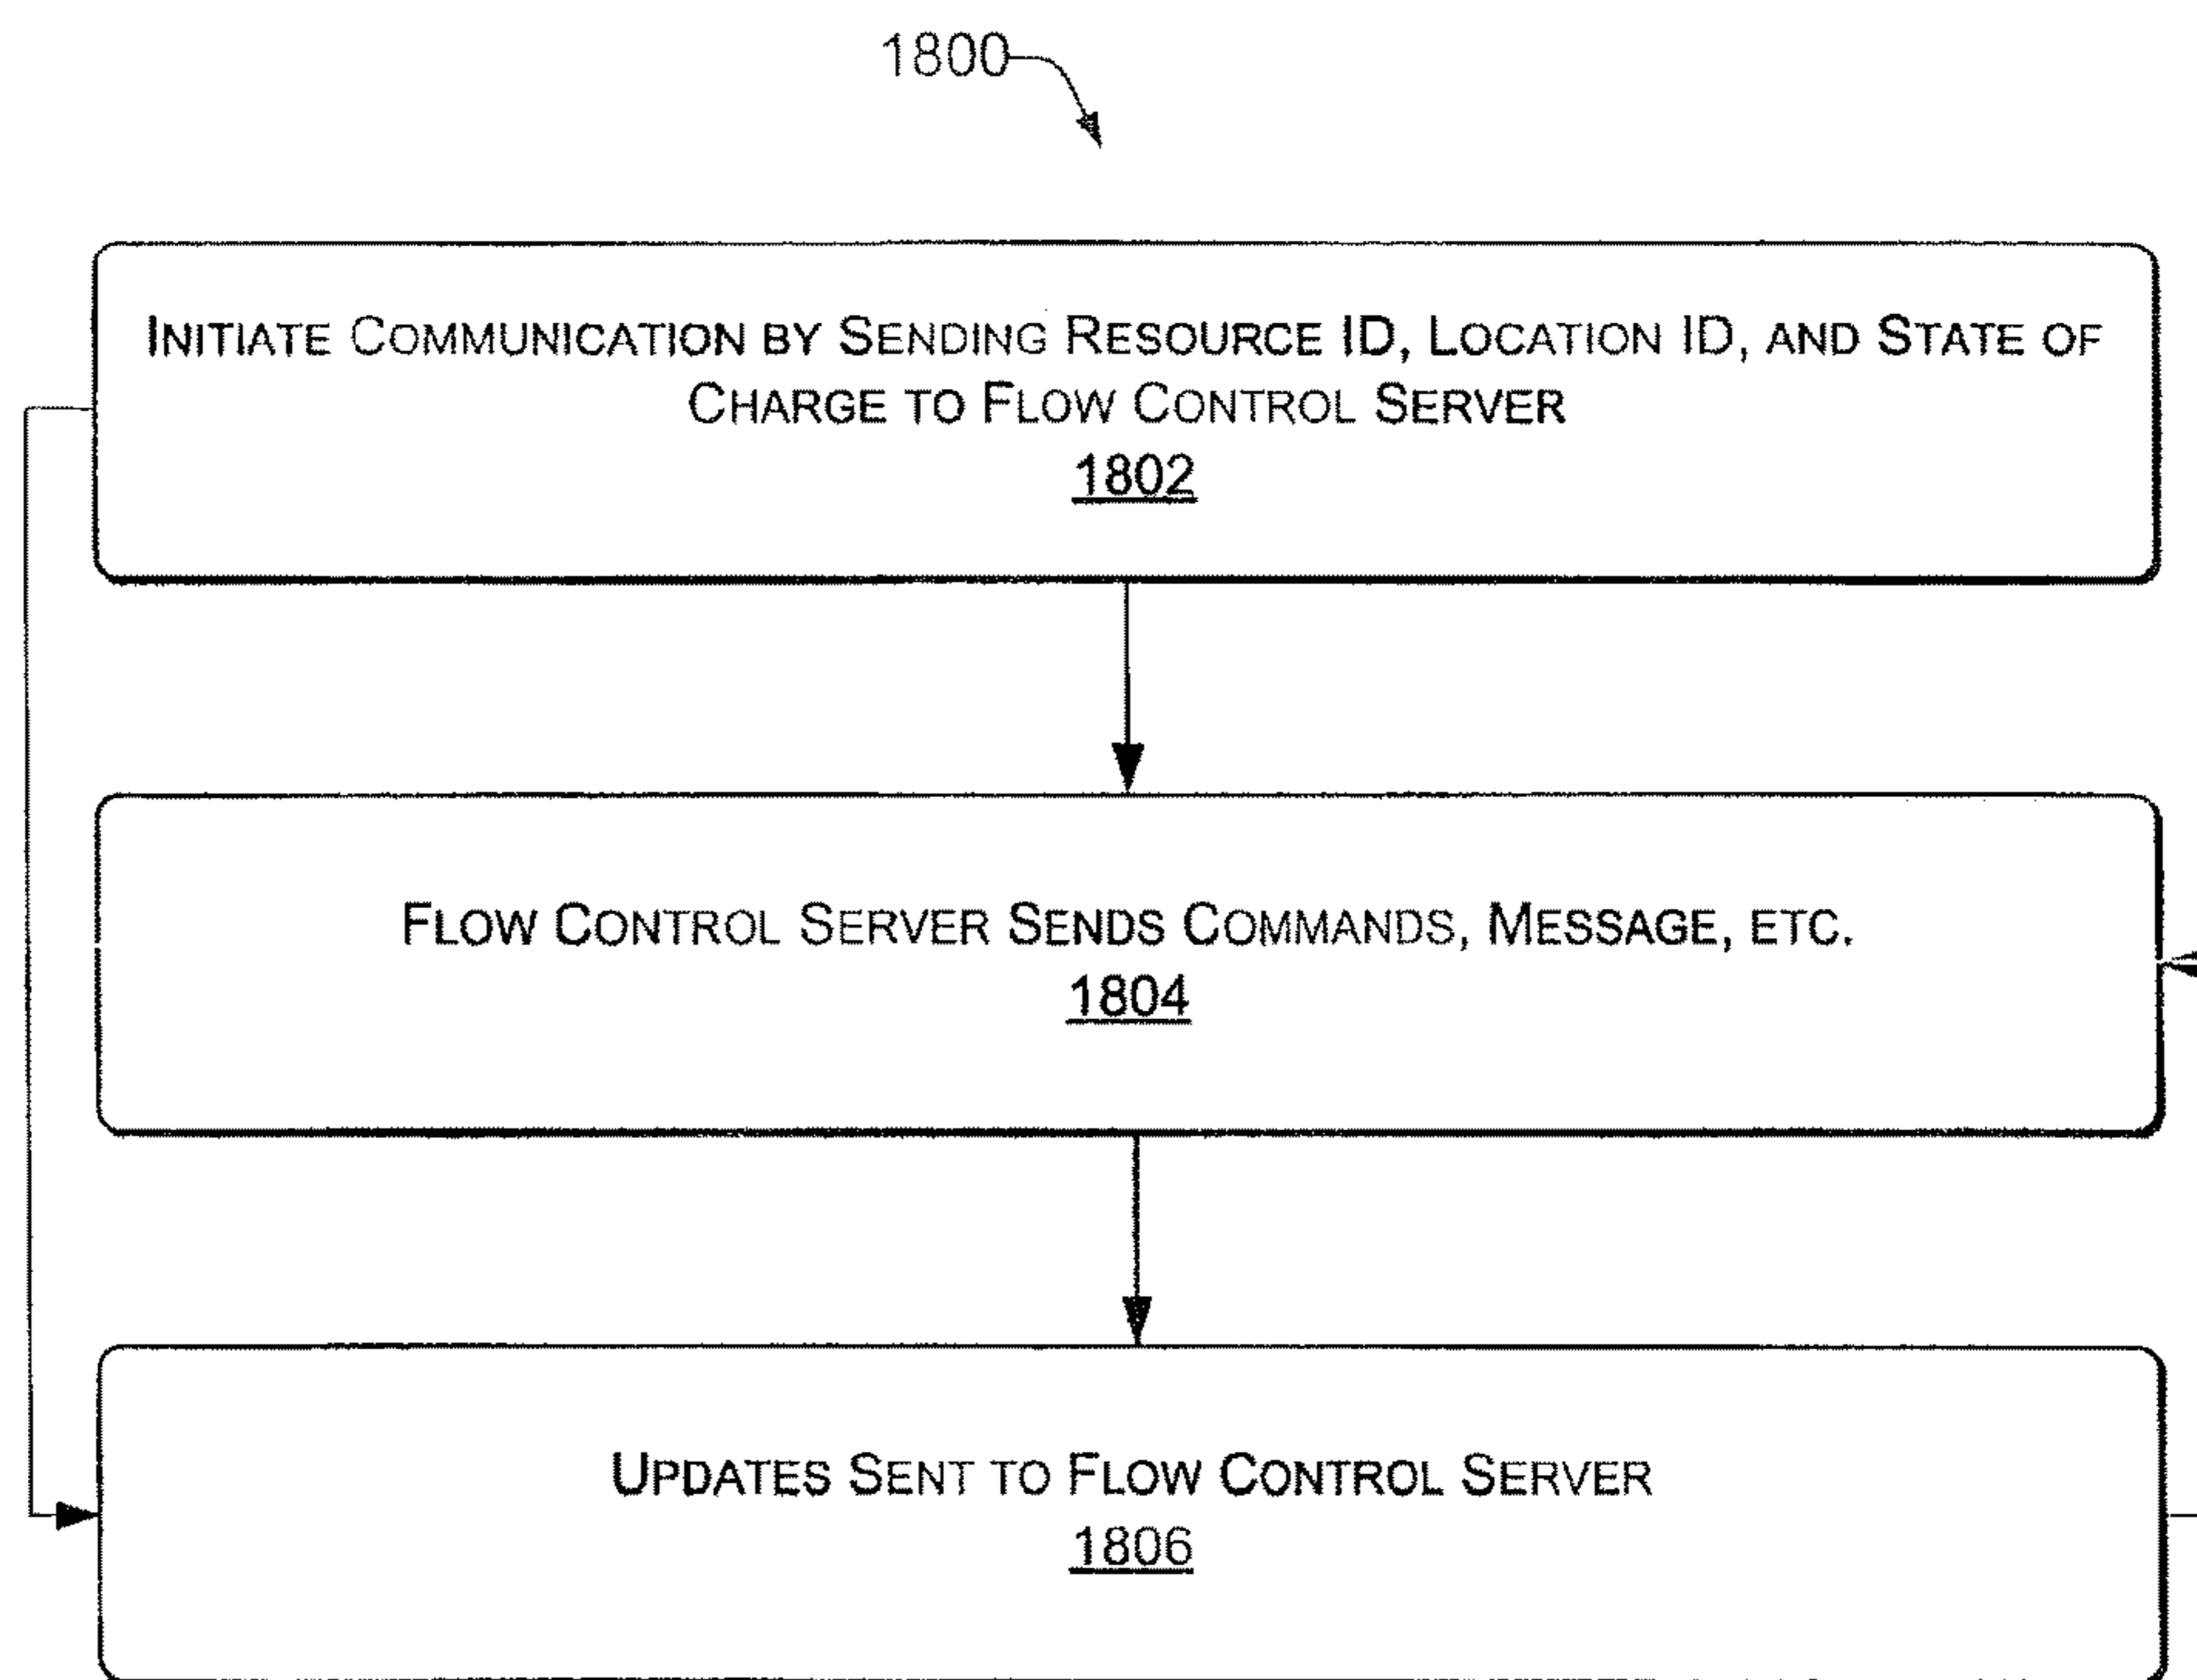 1800
Initiate Communication by Sending Resource ID, Location ID, and State of
Charge to Flow Control Server
1802
Flow Control Server Sends Commands, Message, etc.
1804
Updates Sent to Flow Control Server
1806